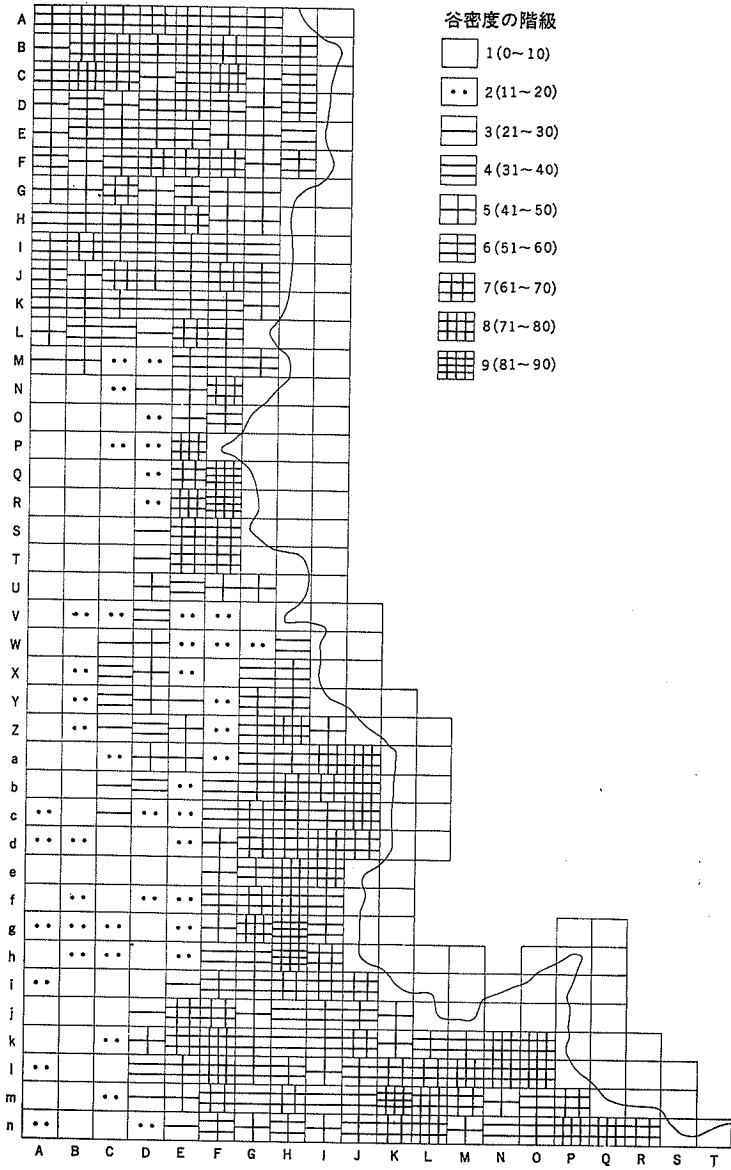 谷密度の階級
1(0~10)
2(11~20)
3(21~30)
4(31~40)
5(41~50)
6(51~60)
7(61~70)
8(71~80)
9(81~90)
A
B
C
D
E
F
G
H
I
J
K
L
M
N
O
P
Q
R
S
T
U
V
W
X
Y
Z
a
b
c
d
e
f
g
h
i
j
k
l
m
n
A B C D E F G H I J K L M N O P Q R S T